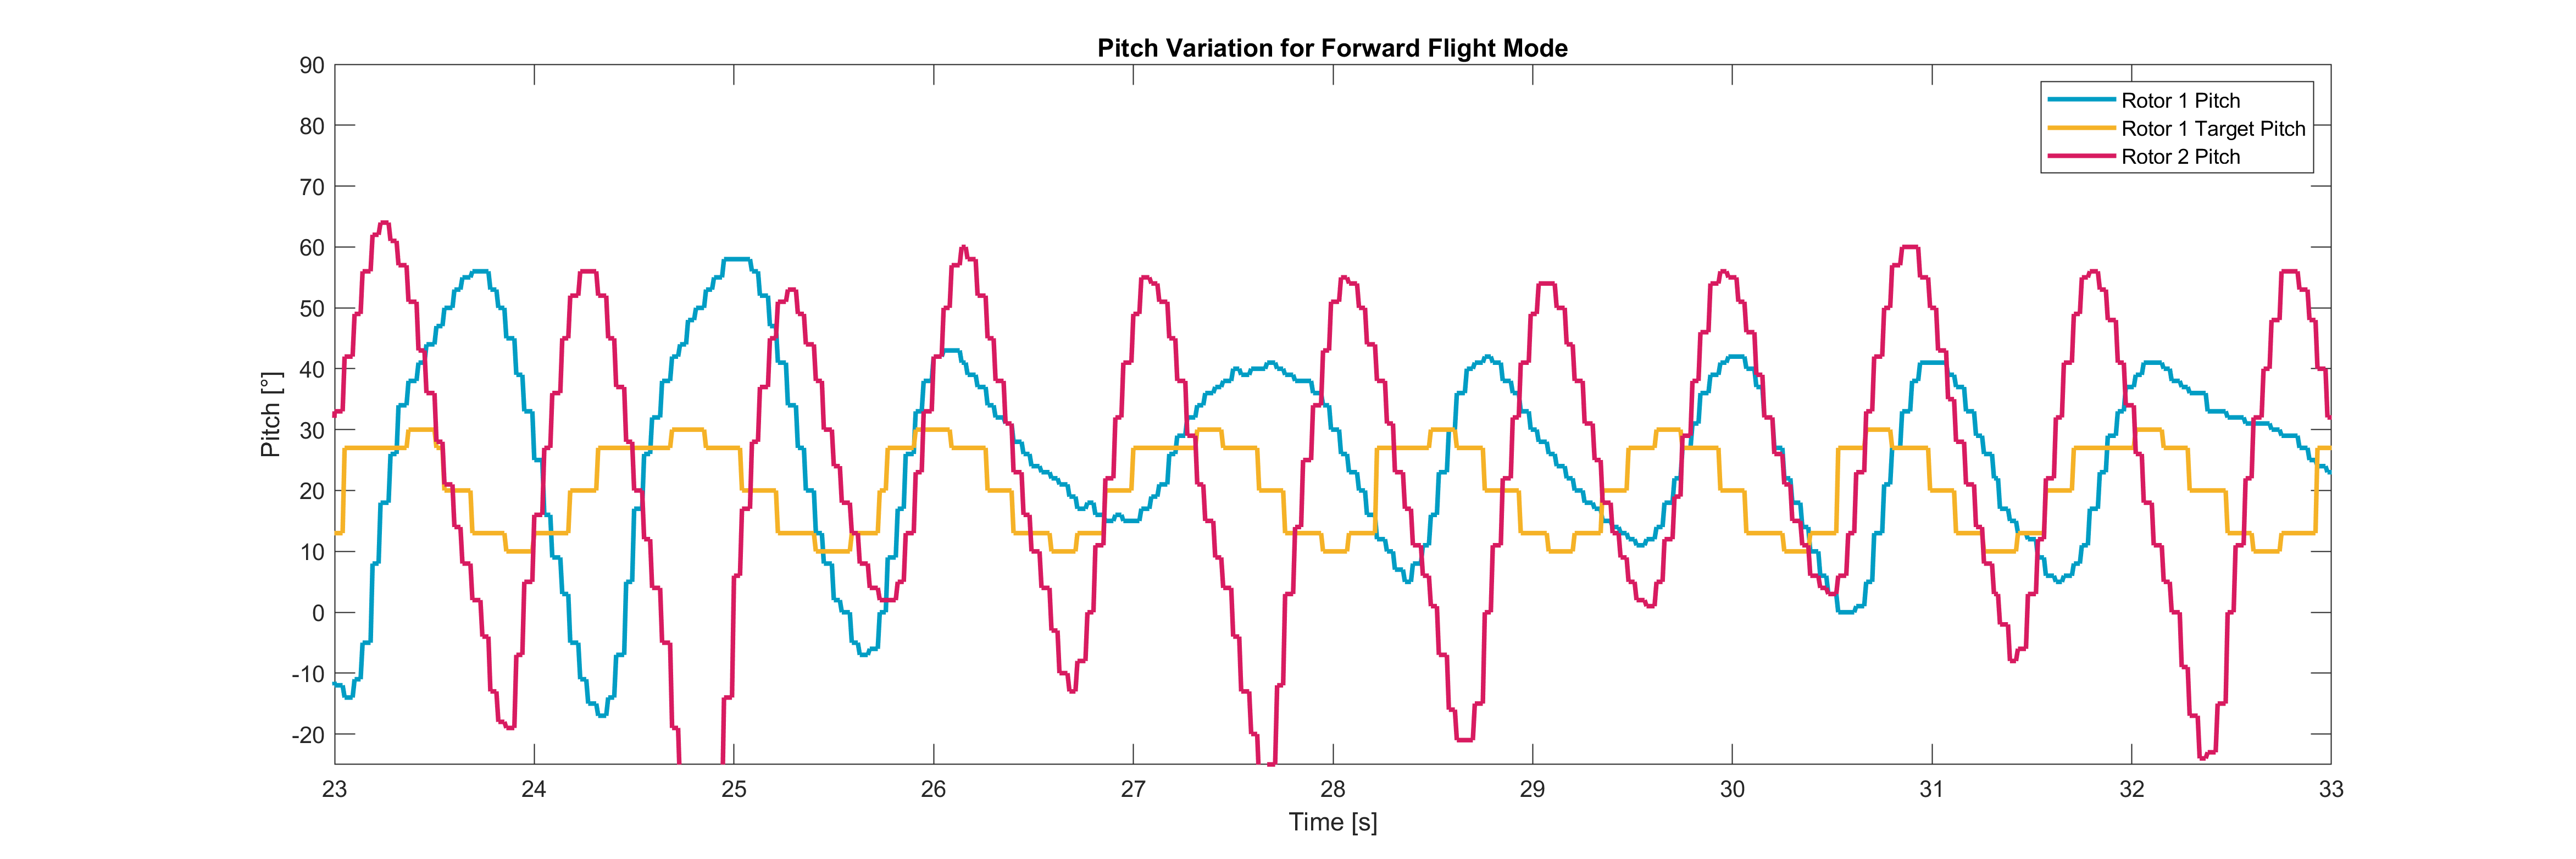 Pitch Variation for Forward Flight Mode
90
80
70
60
50
40
30
20
10
0
-10
-20
Pitch [°]
Rotor 1 Pitch
Rotor 1 Target Pitch
Rotor 2 Pitch
23 24 25 26 27 28 29 30 31 32 33
Time [s]